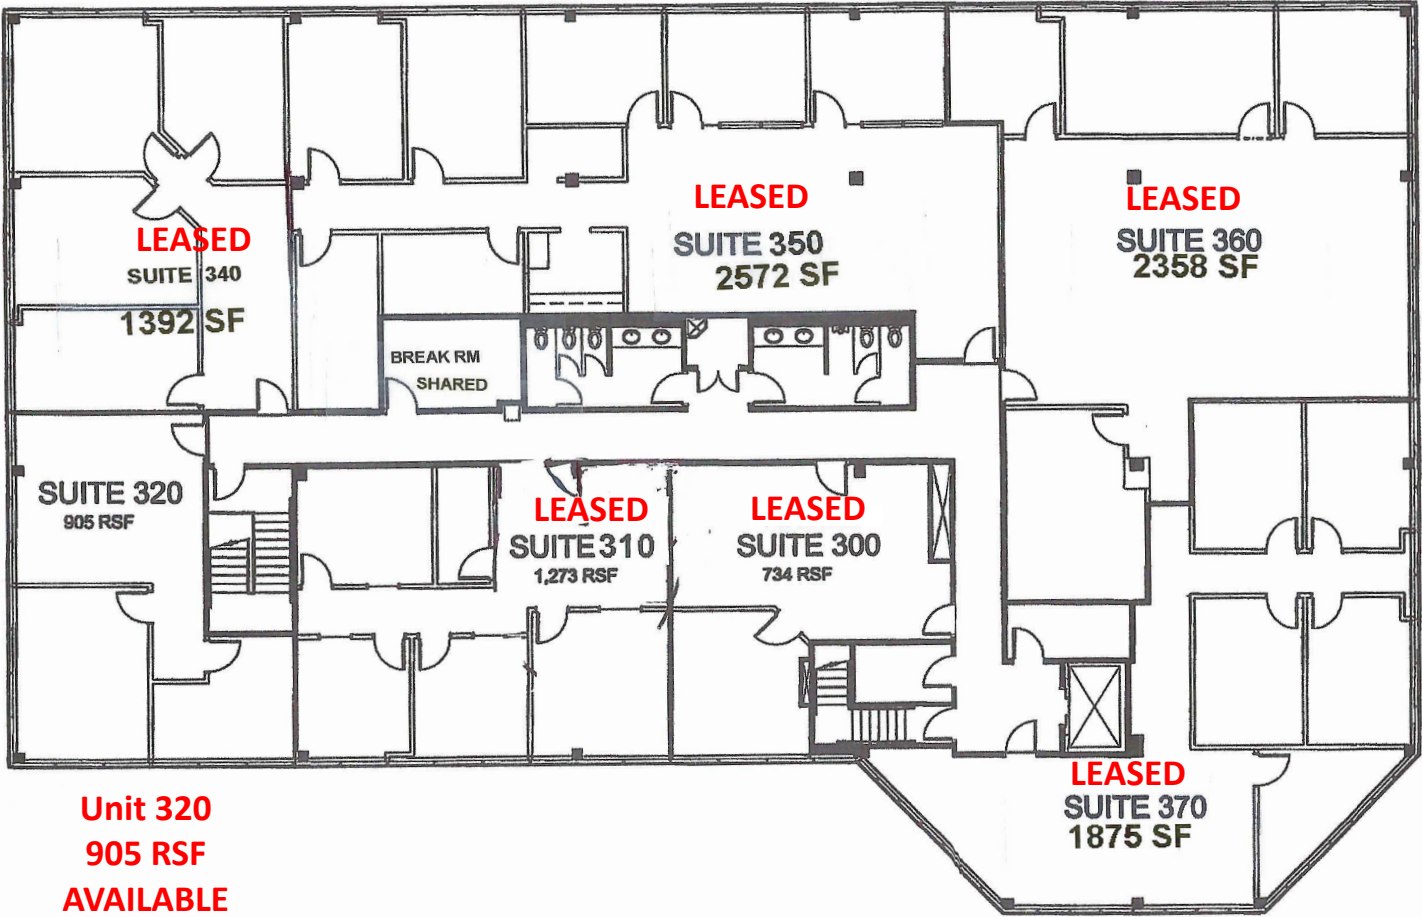 LEASED
SUITE 340
1392 SF
LEASED
SUITE 350
2572 SF
LEASED
SUITE 360
2358 SF
BREAK RM
SHARED
SUITE 320
905 RSF
LEASED
SUITE 310
1,273 RSF
LEASED
SUITE 300
734 RSF
LEASED
SUITE 370
1875 SF
Unit 320
905 RSF
AVAILABLE